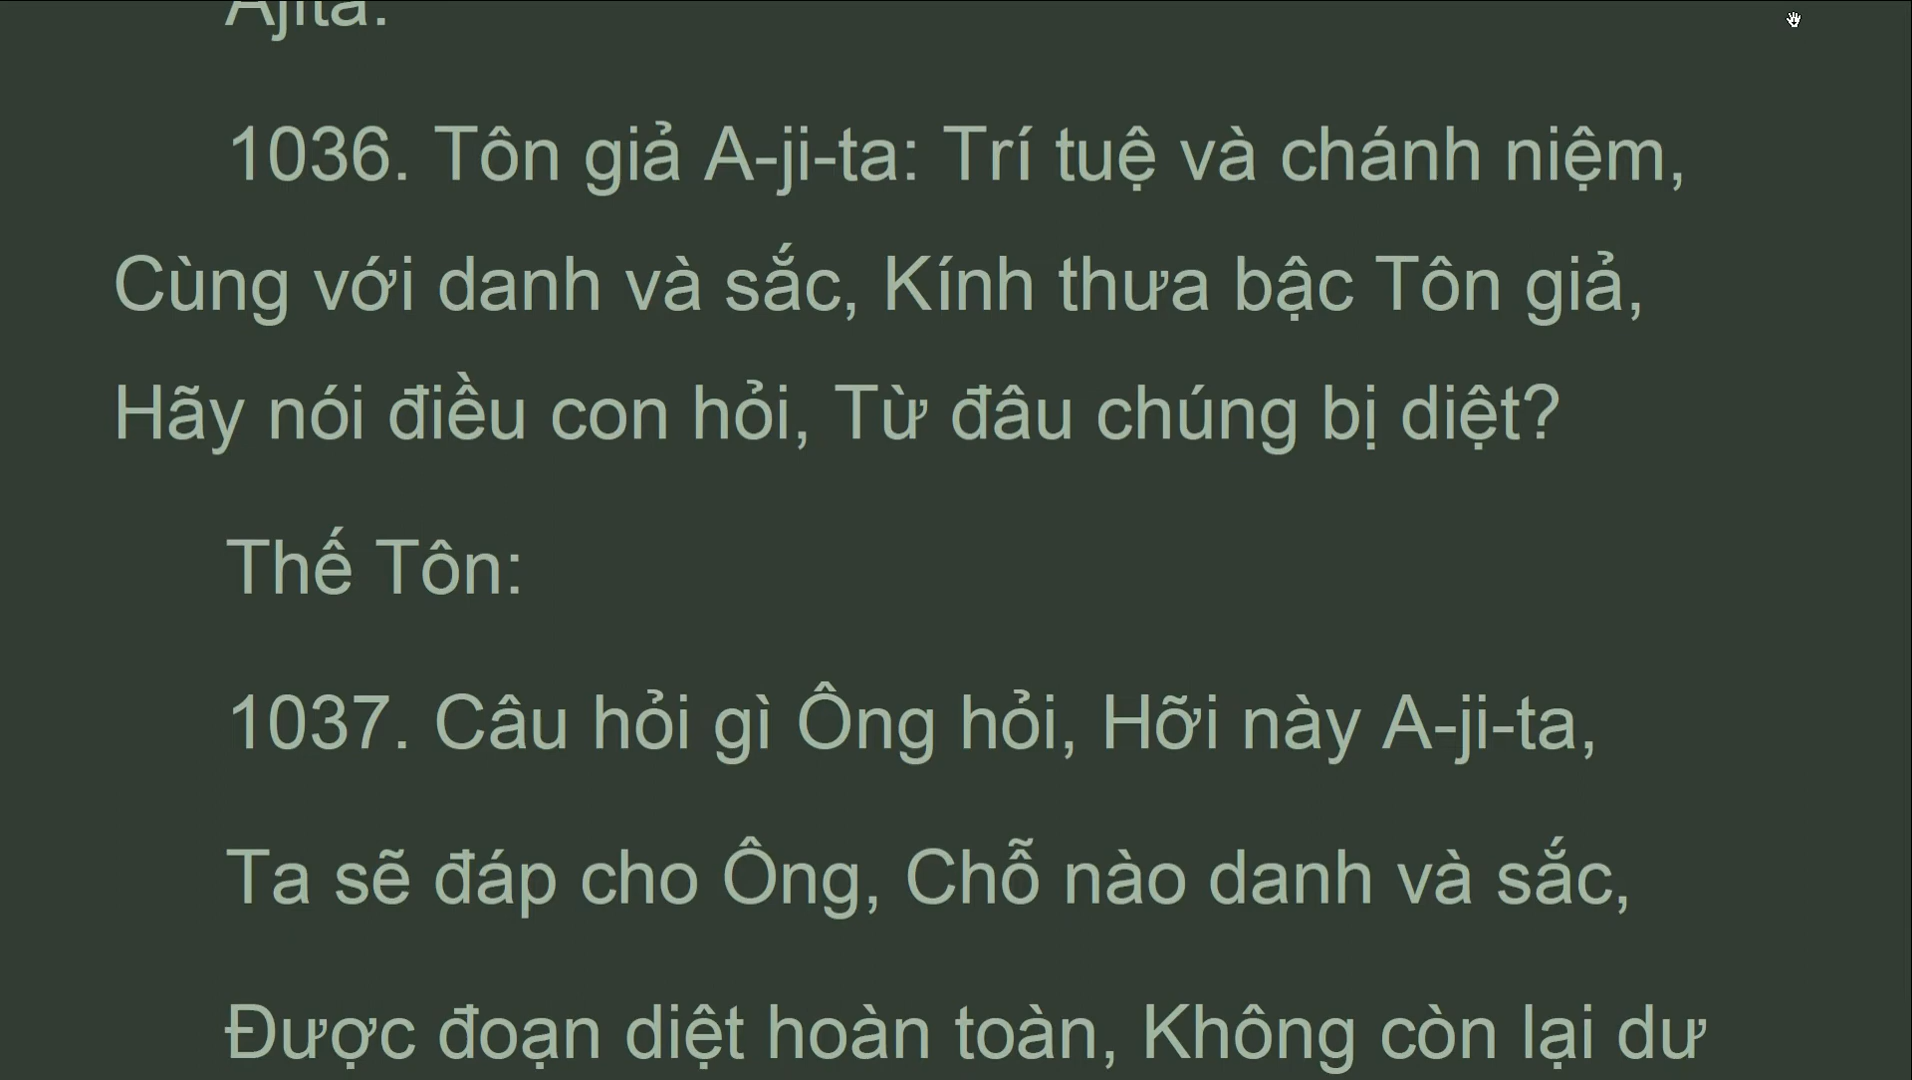 Ajita:
1036. Tôn giả A-ji-ta: Trí tuệ và chánh niệm,
Cùng với danh và sắc, Kính thưa bậc Tôn giả,
Hãy nói điều con hỏi, Từ đâu chúng bị diệt?
Thế Tôn:
1037. Câu hỏi gì Ông hỏi, Hỡi này A-ji-ta,
Ta sẽ đáp cho Ông, Chỗ nào danh và sắc,
Được đoạn diệt hoàn toàn, Không còn lại dư